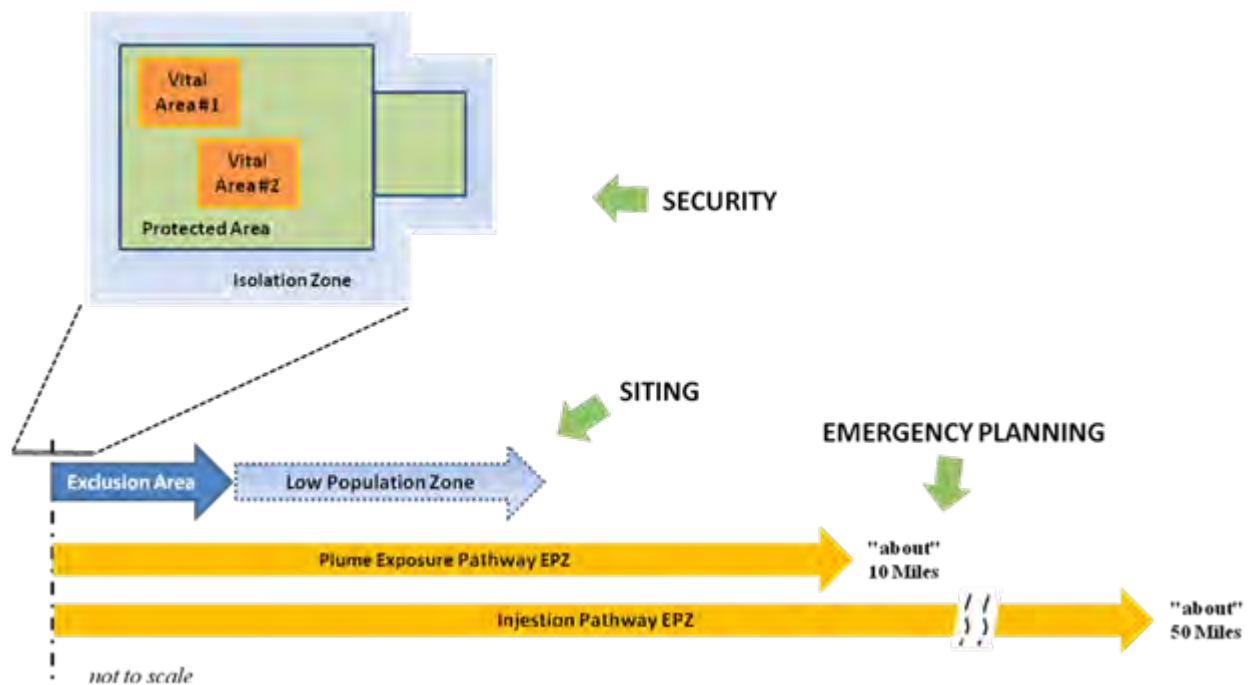 Vital
Area #1
Vital
Area #2
Protected Area
Isolation Zone
SECURITY
SITING
EMERGENCY PLANNING
Exclusion Area
Low Population Zone
Plume Exposure Pathway EPZ
"about"
10 Miles
Injestion Pathway EPZ
"about"
50 Miles
not to scale